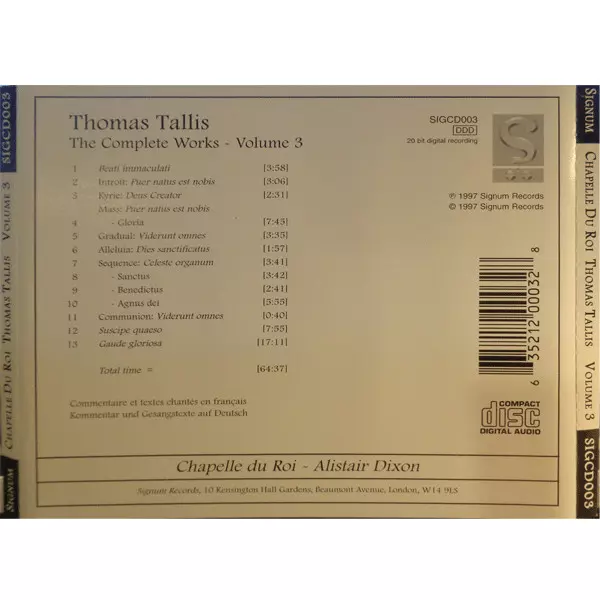 SIGNUM CHAPELLE DU ROI THOMAS TALLIS VOLUME 3 SIGCD003
Thomas Tallis
The Complete Works - Volume 3
SIGCD003
DDD
20 bit digital recording
S
℗ 1997 Signum Records
© 1997 Signum Records
1 Beati immaculati [3:58]
2 Introit: Puer natus est nobis [3:06]
3 Kyrie: Deus Creator [2:31]
Mass: Puer natus est nobis
4 - Gloria [7:45]
5 Gradual: Viderunt omnes [3:35]
6 Alleluia: Dies sanctificatus [1:57]
7 Sequence: Celeste organum [3:41]
8 - Sanctus [3:42]
9 - Benedictus [2:41]
10 - Agnus dei [5:55]
11 Communion: Viderunt omnes [0:40]
12 Suscipe quaeso [7:55]
13 Gaude gloriosa [17:11]
Total time = [64:37]
Commentaire et textes chantés en français
Kommentar und Gesangstexte auf Deutsch
6 35212 00032 8
COMPACT
disc
DIGITAL AUDIO
Chapelle du Roi - Alistair Dixon
Signum Records, 10 Kensington Hall Gardens, Beaumont Avenue, London, W14 9LS
SIGNUM CHAPELLE DU ROI THOMAS TALLIS VOLUME 3 SIGCD003